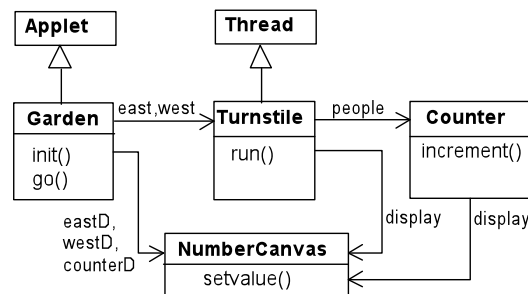 Applet
Thread
Garden
init()
go()
east,west
Turnstile
run()
people
Counter
increment()
eastD,
westD,
counterD
display
display
NumberCanvas
setvalue()